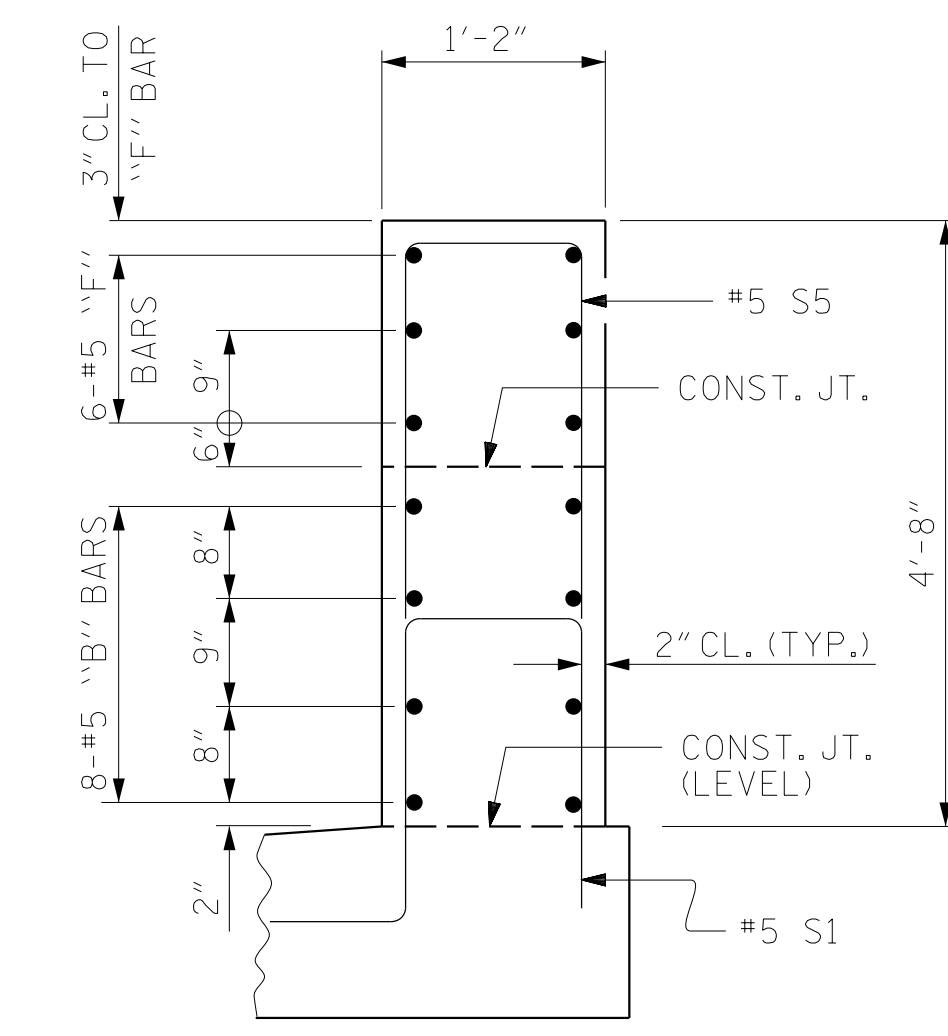 1'-2"
3" CL. TO
"F" BAR
6-#5 "F"
BARS
9"
6"
#5 S5
CONST. JT.
4'-8"
8-#5 "B" BARS
8"
9"
8"
2" CL. (TYP.)
CONST. JT.
(LEVEL)
2"
#5 S1